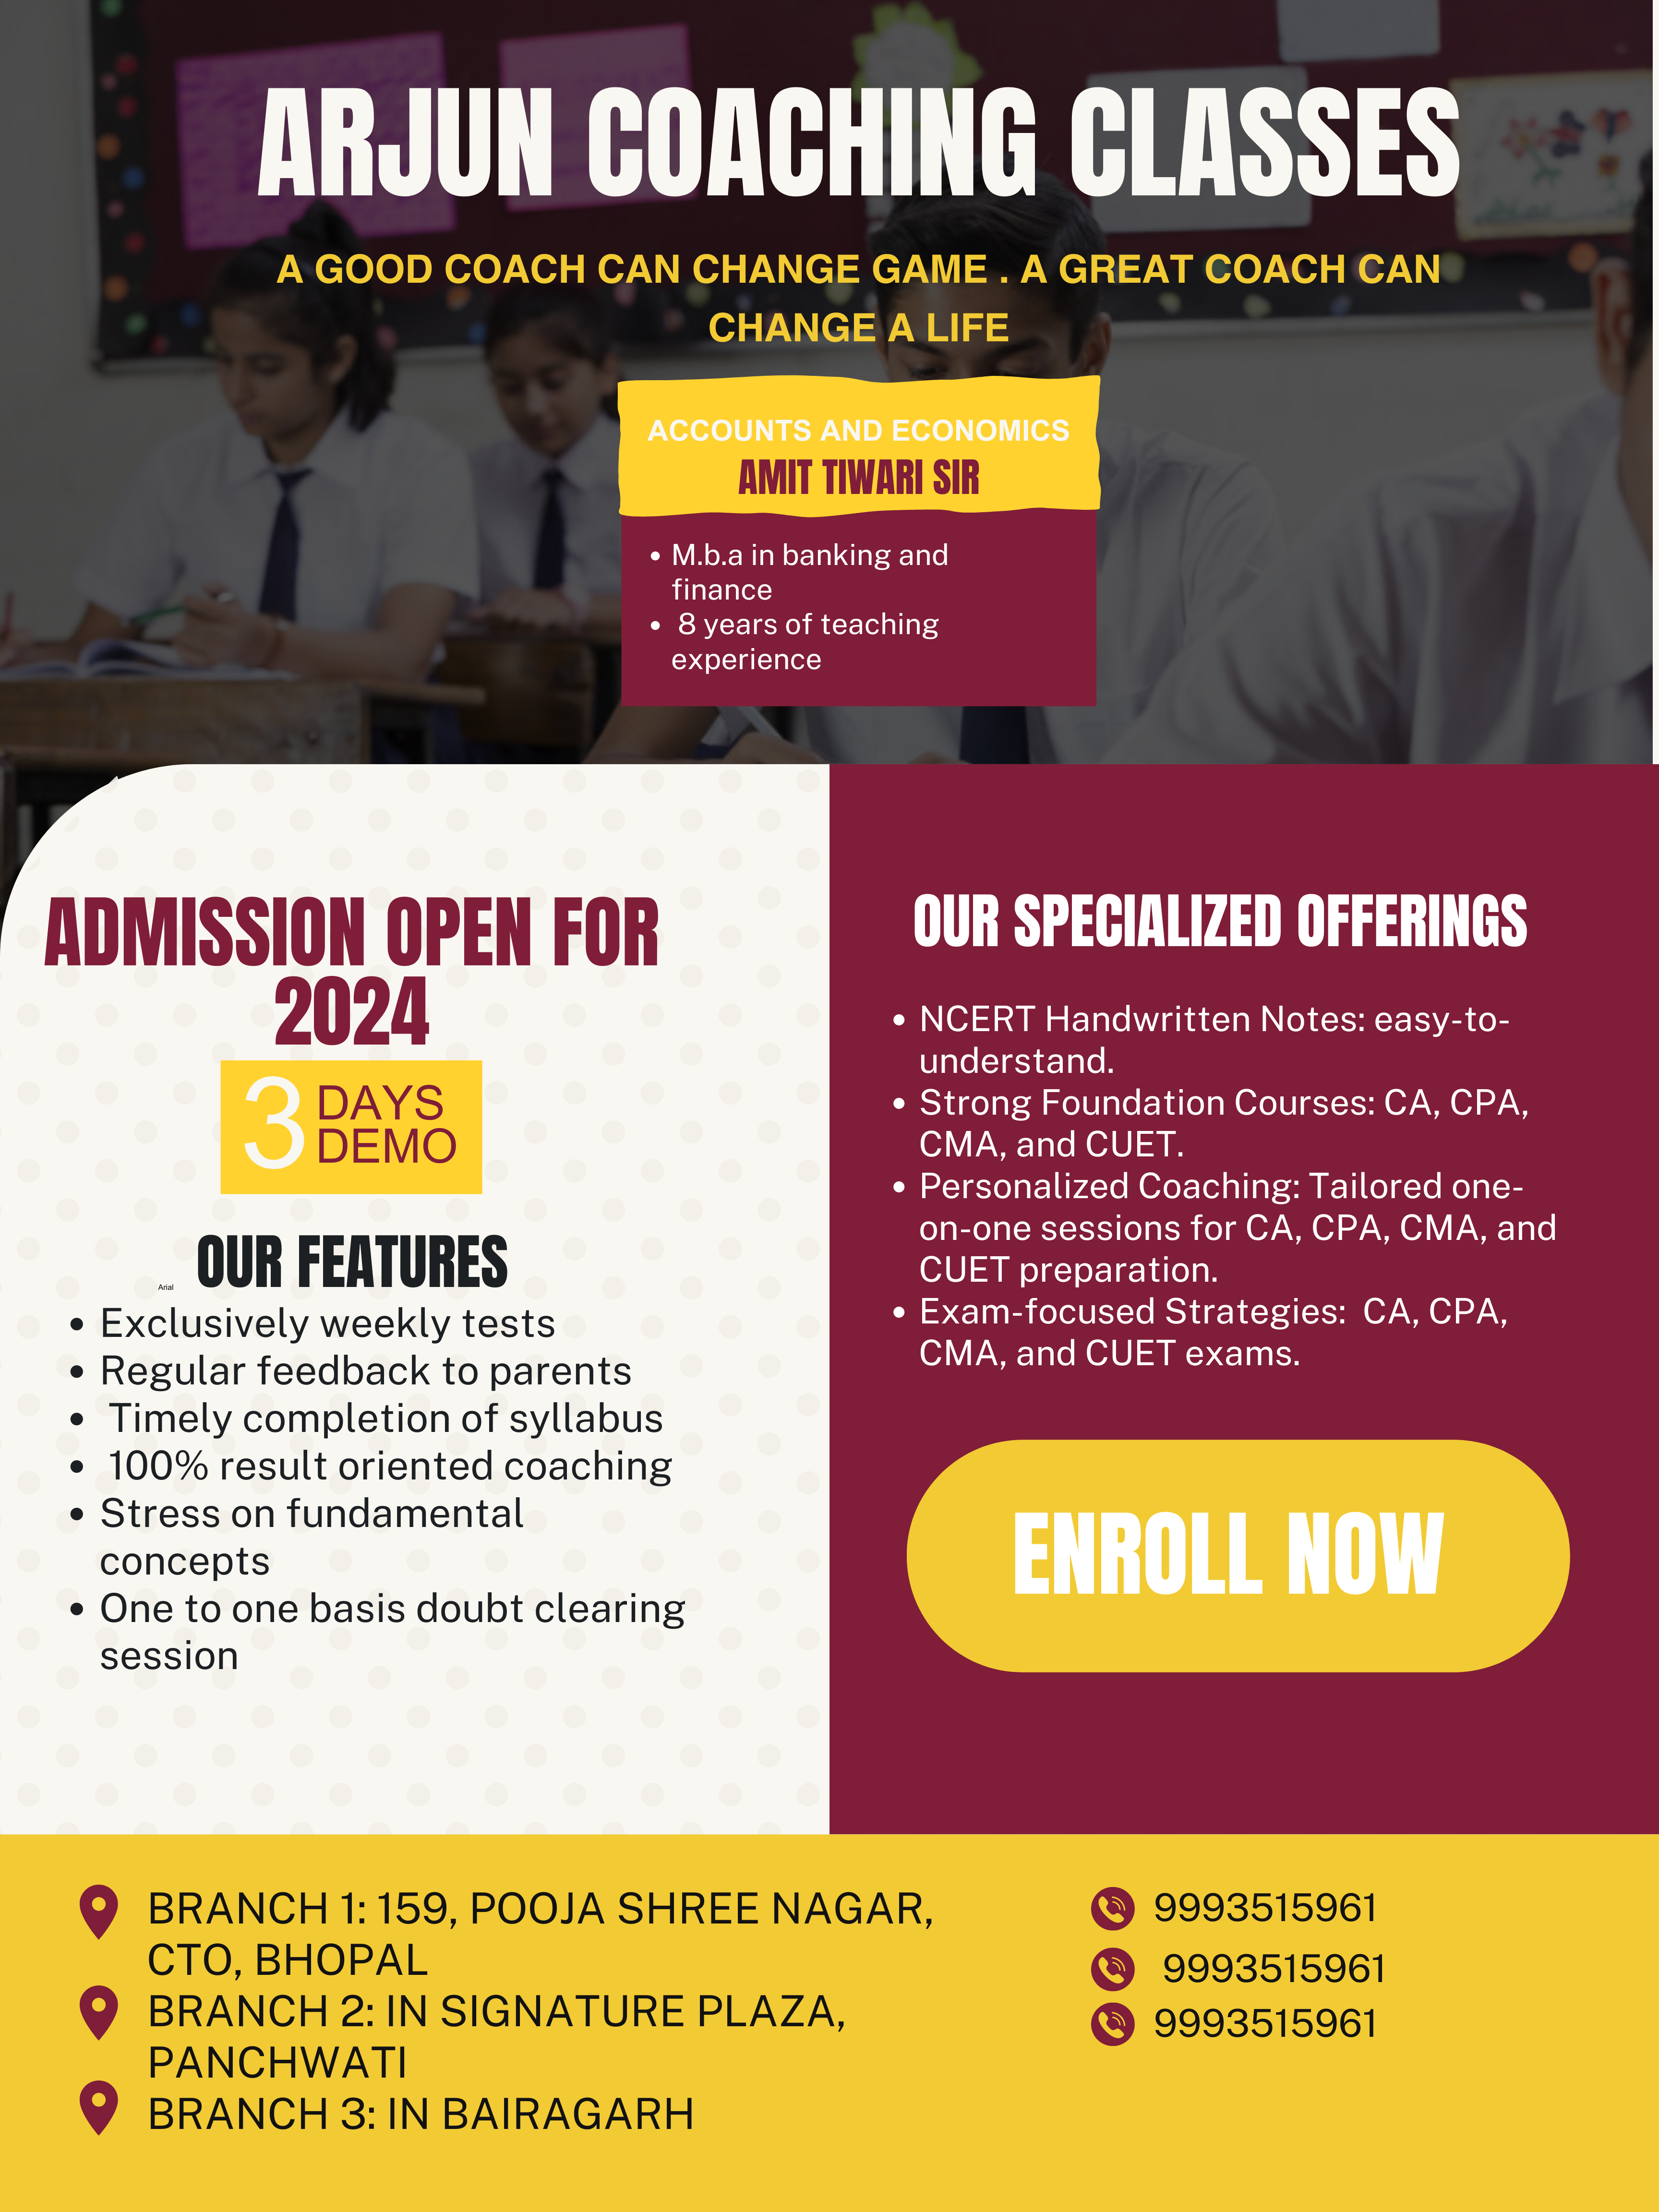 ARJUN COACHING CLASSES
A GOOD COACH CAN CHANGE GAME . A GREAT COACH CAN
CHANGE A LIFE
ACCOUNTS AND ECONOMICS
AMIT TIWARI SIR
• M.b.a in banking and
finance
• 8 years of teaching
experience
ADMISSION OPEN FOR
2024
3 DAYS
DEMO
OUR FEATURES
Arial
• Exclusively weekly tests
• Regular feedback to parents
• Timely completion of syllabus
• 100% result oriented coaching
• Stress on fundamental
concepts
• One to one basis doubt clearing
session
OUR SPECIALIZED OFFERINGS
• NCERT Handwritten Notes: easy-to-
understand.
• Strong Foundation Courses: CA, CPA,
CMA, and CUET.
• Personalized Coaching: Tailored one-
on-one sessions for CA, CPA, CMA, and
CUET preparation.
• Exam-focused Strategies: CA, CPA,
CMA, and CUET exams.
ENROLL NOW
BRANCH 1: 159, POOJA SHREE NAGAR,
CTO, BHOPAL
BRANCH 2: IN SIGNATURE PLAZA,
PANCHWATI
BRANCH 3: IN BAIRAGARH
9993515961
9993515961
9993515961